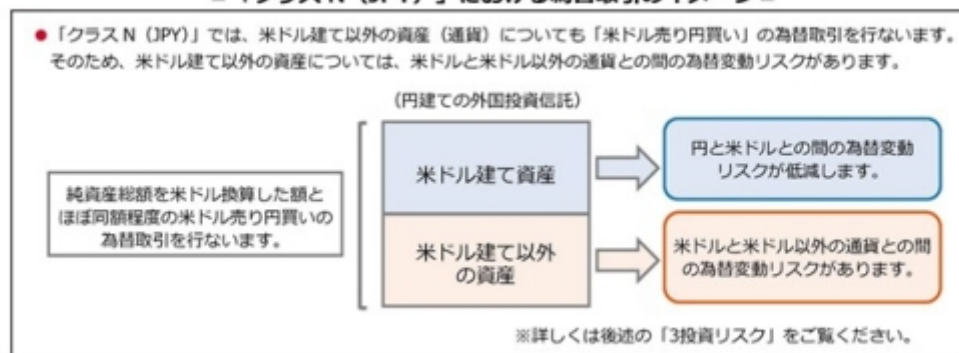 ●「クラスN（JPY）」では、米ドル建て以外の資産（通貨）についても「米ドル売り円買い」の為替取引を行ないます。
そのため、米ドル建て以外の資産については、米ドルと米ドル以外の通貨との間の為替変動リスクがあります。
（円建ての外国投資信託）
純資産総額を米ドル換算した額と
ほぼ同額程度の米ドル売り円買いの
為替取引を行ないます。
米ドル建て資産
円と米ドルとの間の為替変動
リスクが低減します。
米ドル建て以外
の資産
米ドルと米ドル以外の通貨との間
の為替変動リスクがあります。
※詳しくは後述の「3投資リスク」をご覧ください。